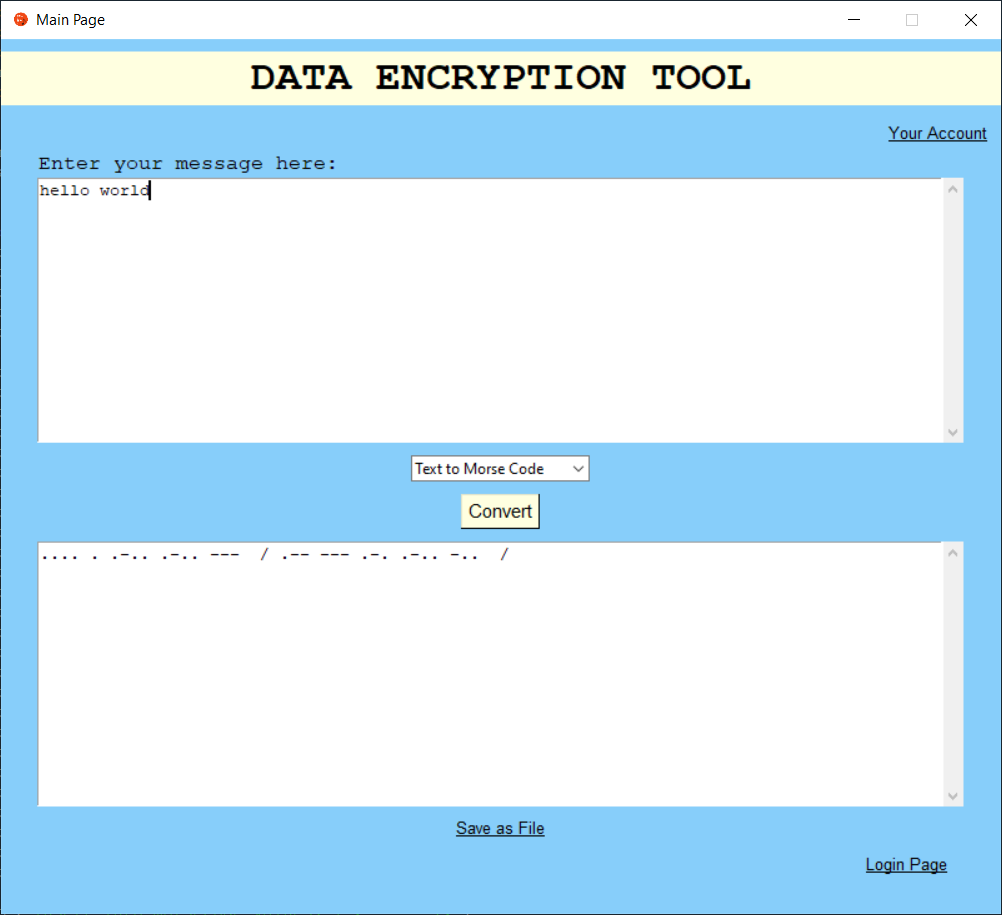 Main Page
DATA ENCRYPTION TOOL
Your Account
Enter your message here:
hello world
Text to Morse Code
Convert
.... . .-.. .-.. ---  / .-- --- .-. .-.. -..  /
Save as File
Login Page